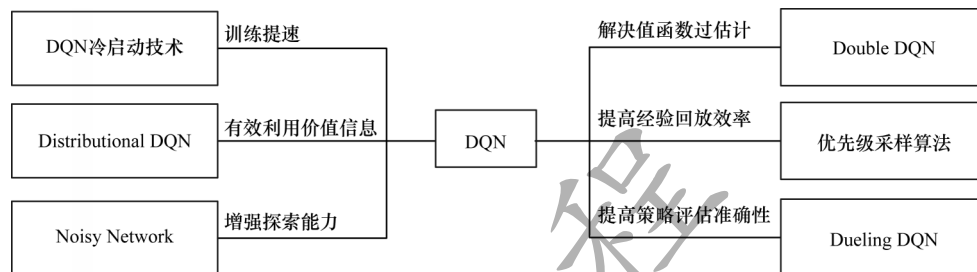 DQN冷启动技术
训练提速
解决值函数过估计
Double DQN
Distributional DQN
有效利用价值信息
DQN
提高经验回放效率
优先级采样算法
Noisy Network
增强探索能力
提高策略评估准确性
Dueling DQN
程